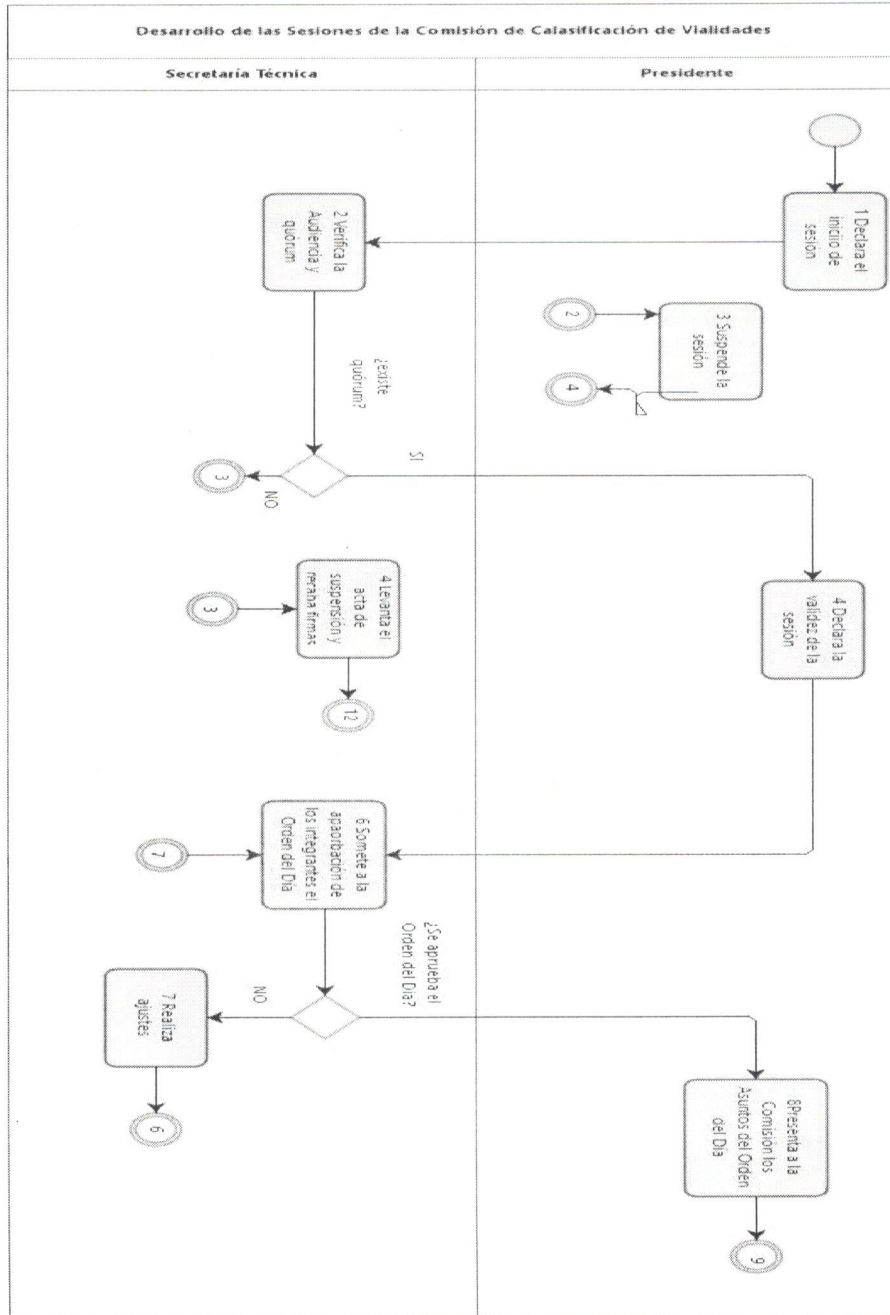 Desarrollo de las Sesiones de la Comisión de Calasificación de Vialidades
Secretaría Técnica
Presidente
1 Declara el
inicio de
sesión
2 Verifica la
Audiencia y
quórum
2
3 Suspende la
sesión
4
¿existe
quórum?
SI
NO
3
4 Declara la
validez de la
sesión
3
4 Levanta el
acta de
suspensión y
recaba firmas
12
7
6 Somete a la
apaorbación de
los integrantes el
Orden del Día
¿Se aprueba el
Orden del Dia?
NO
7 Realiza
ajustes
6
8Presenta a la
Comisión los
Asuntos del Orden
del Dia
9